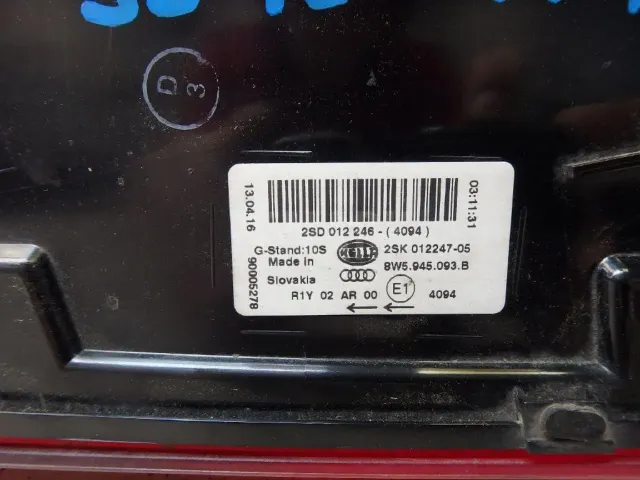 D
3
13.04.16
03:11:31
2SD 012 246-(4094)
G-Stand:10S
HELLA
2SK 012247-05
Made in
Slovakia
8W5.945.093.B
90005278
R1Y 02 AR 00
E1
4094